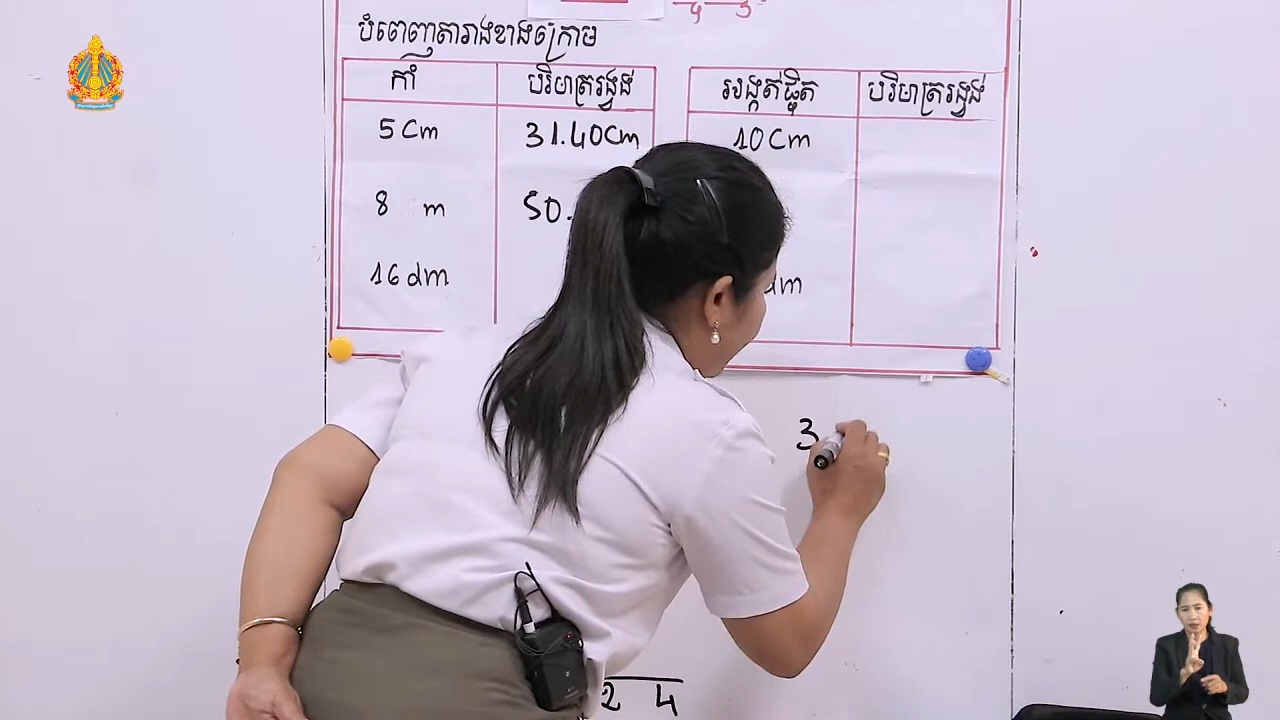 បំពេញតារាងខាងក្រោម
កាំ បរិមាត្ររង្វង់ អង្កត់ផ្ចិត បរិមាត្ររង្វង់
5 Cm 31.40Cm 10 Cm
8 m 50.
16 dm dm
3
2 4